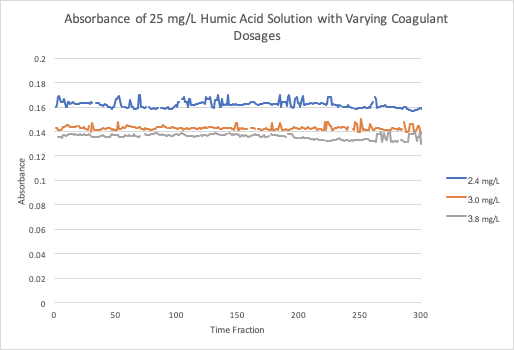 Absorbance of 25 mg/L Humic Acid Solution with Varying Coagulant
Dosages
0.2
0.18
0.16
0.14
0.12
0.1
0.08
0.06
0.04
0.02
0
Absorbance
0 50 100 150 200 250 300
Time Fraction
2.4 mg/L
3.0 mg/L
3.8 mg/L